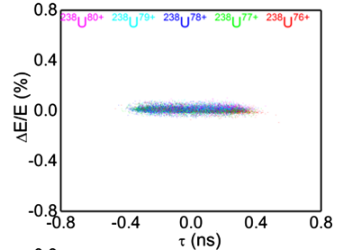 0.8
²³⁸U⁸⁰⁺ ²³⁸U⁷⁹⁺ ²³⁸U⁷⁸⁺ ²³⁸U⁷⁷⁺ ²³⁸U⁷⁶⁺
0.4
ΔE/E (%)
0.0
-0.4
-0.8
-0.8 -0.4 0.0 0.4 0.8
τ (ns)